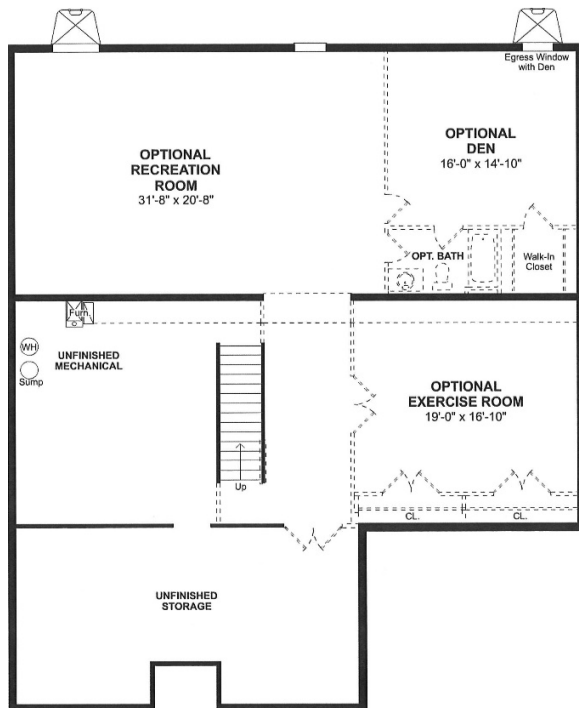 Egress Window
with Den
OPTIONAL
RECREATION
ROOM
31'-8" x 20'-8"
OPTIONAL
DEN
16'-0" x 14'-10"
OPT. BATH
Walk-In
Closet
Furn.
WH
Sump
UNFINISHED
MECHANICAL
Up
OPTIONAL
EXERCISE ROOM
19'-0" x 16'-10"
CL.
CL.
UNFINISHED
STORAGE